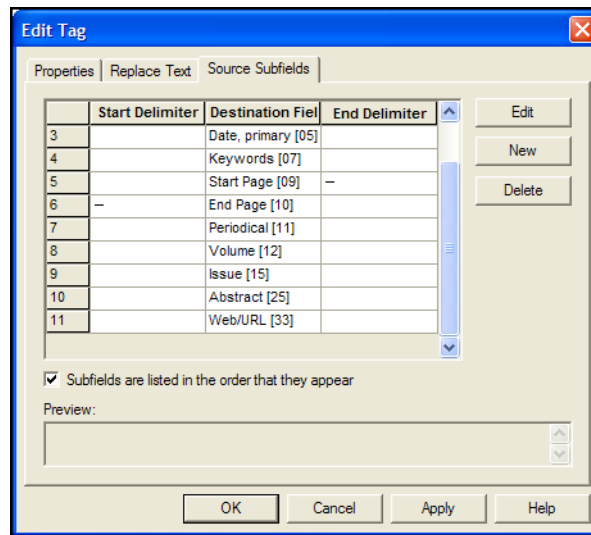 Edit Tag
Properties Replace Text Source Subfields
Start Delimiter Destination Fiel End Delimiter
3 Date, primary [05]
4 Keywords [07]
5 Start Page [09] –
6 – End Page [10]
7 Periodical [11]
8 Volume [12]
9 Issue [15]
10 Abstract [25]
11 Web/URL [33]
Edit
New
Delete
Subfields are listed in the order that they appear
Preview:
OK Cancel Apply Help